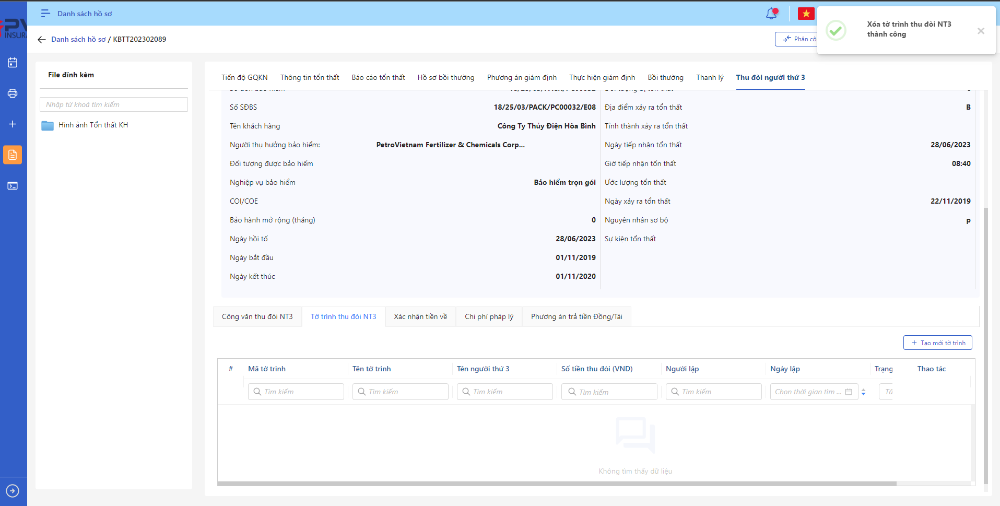 Danh sách hồ sơ
Xóa tờ trình thu đòi NT3
thành công
INSURA
Danh sách hồ sơ / KBTT202302089
Phân cô
File đính kèm
Nhập từ khoá tìm kiếm
Hình ảnh Tổn thất KH
Tiến độ GQKN
Thông tin tổn thất
Báo cáo tổn thất
Hồ sơ bồi thường
Phương án giám định
Thực hiện giám định
Bồi thường
Thanh lý
Thu đòi người thứ 3
Số SĐBS
18/25/03/PACK/PC00032/E08
Địa điểm xảy ra tổn thất
B
Tên khách hàng
Công Ty Thủy Điện Hòa Bình
Tỉnh thành xảy ra tổn thất
Người thụ hưởng bảo hiểm:
PetroVietnam Fertilizer & Chemicals Corp...
Ngày tiếp nhận tổn thất
28/06/2023
Đối tượng được bảo hiểm
Giờ tiếp nhận tổn thất
08:40
Nghiệp vụ bảo hiểm
Bảo hiểm trọn gói
Ước lượng tổn thất
COI/COE
Ngày xảy ra tổn thất
22/11/2019
Bảo hành mở rộng (tháng)
0
Nguyên nhân sơ bộ
p
Ngày hồi tố
28/06/2023
Sự kiện tổn thất
Ngày bắt đầu
01/11/2019
Ngày kết thúc
01/11/2020
Công văn thu đòi NT3
Tờ trình thu đòi NT3
Xác nhận tiền về
Chi phí pháp lý
Phương án trả tiền Đồng/Tái
+ Tạo mới tờ trình
#
Mã tờ trình
Tên tờ trình
Tên người thứ 3
Số tiền thu đòi (VND)
Người lập
Ngày lập
Trạng
Thao tác
Tìm kiếm
Tìm kiếm
Tìm kiếm
Tìm kiếm
Tìm kiếm
Chọn thời gian tìm ...
Không tìm thấy dữ liệu